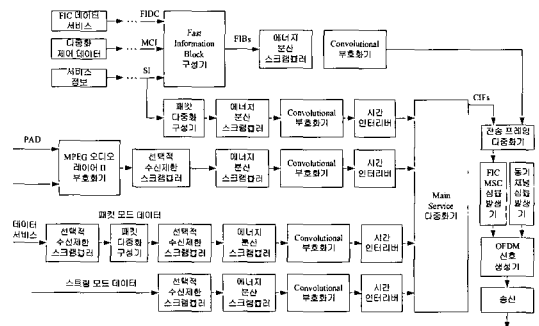 FIC 데이터
서비스
FIDC
다중화
제어 데이터
MCI
서비스
정보
SI
Fast
Information
Block
구성기
FIBs
에너지
분산
스크램블러
Convolutional
부호화기
CIFs
패킷
다중화
구성기
에너지
분산
스크램블러
Convolutional
부호화기
시간
인터리버
PAD
MPEG 오디오
레이어 II
부호화기
선택적
수신제한
스크램블러
에너지
분산
스크램블러
Convolutional
부호화기
시간
인터리버
Main
Service
다중화기
전송 프레임
다중화기
FIC
MSC
심볼
발생
기
동기
채널
심볼
발생
기
패킷 모드 데이터
데이터
서비스
선택적
수신제한
스크램블러
패킷
다중화
구성기
선택적
수신제한
스크램블러
에너지
분산
스크램블러
Convolutional
부호화기
시간
인터리버
OFDM
신호
생성기
스트림 모드 데이터
선택적
수신제한
스크램블러
에너지
분산
스크램블러
Convolutional
부호화기
시간
인터리버
송신